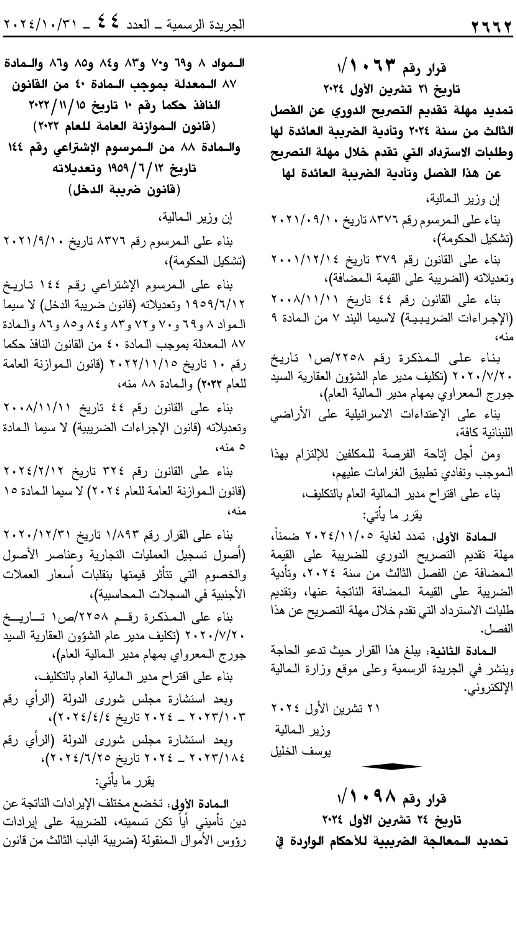 ٢٦٦٢
الجريدة الرسمية ــ العدد ٤٤ ــ ٢٠٢٤/١٠/٣١
قرار رقم ١/١٠٦٣
تاريخ ٢١ تشرين الأول ٢٠٢٤
تمديد مهلة تقديم التصريح الدوري عن الفصل
الثالث من سنة ٢٠٢٤ وتأدية الضريبة العائدة لها
وطلبات الاسترداد التي تقدم خلال مهلة التصريح
عن هذا الفصل وتأدية الضريبة العائدة لها
إن وزير المالية،
بناء على المرسوم رقم ٨٣٧٦ تاريخ ٢٠٢١/٠٩/١٠
(تشكيل الحكومة)،
بناء على القانون رقم ٣٧٩ تاريخ ٢٠٠١/١٢/١٤
وتعديلاته (الضريبة على القيمة المضافة)،
بناء على القانون رقم ٤٤ تاريخ ٢٠٠٨/١١/١١
(الإجراءات الضريبية) لاسيما البند ٧ من المادة ٩
منه،
بناء على المذكرة رقم ٢٢٥٨/ص١ تاريخ
٢٠٢٠/٧/٢٠ (تكليف مدير عام الشؤون العقارية السيد
جورج المعراوي بمهام مدير المالية العام)،
بناء على الإعتداءات الاسرائيلية على الأراضي
اللبنانية كافة،
ومن أجل إتاحة الفرصة للمكلفين للإلتزام بهذا
الموجب وتفادي تطبيق الغرامات عليهم،
بناء على اقتراح مدير المالية العام بالتكليف،
يقرر ما يأتي:
المادة الأولى: تمدد لغاية ٢٠٢٤/١١/٠٥ ضمناً،
مهلة تقديم التصريح الدوري للضريبة على القيمة
المضافة عن الفصل الثالث من سنة ٢٠٢٤، وتأدية
الضريبة على القيمة المضافة الناتجة عنها، وتقديم
طلبات الاسترداد التي تقدم خلال مهلة التصريح عن هذا
الفصل.
المادة الثانية: يبلغ هذا القرار حيث تدعو الحاجة
وينشر في الجريدة الرسمية وعلى موقع وزارة المالية
الإلكتروني.
٢١ تشرين الأول ٢٠٢٤
وزير المالية
يوسف الخليل
قرار رقم ١/١٠٩٨
تاريخ ٢٤ تشرين الأول ٢٠٢٤
تحديد المعالجة الضريبية للأحكام الواردة في
المواد ٨ و٦٩ و٧٠ و٧٢ و٨٣ و٨٤ و٨٥ و٨٦ والمادة
٨٧ المعدلة بموجب المادة ٤٠ من القانون
النافذ حكما رقم ١٠ تاريخ ٢٠٢٢/١١/١٥
(قانون الموازنة العامة للعام ٢٠٢٢)
والمادة ٨٨ من المرسوم الإشتراعي رقم ١٤٤
تاريخ ١٩٥٩/٦/١٢ وتعديلاته
(قانون ضريبة الدخل)
إن وزير المالية،
بناء على المرسوم رقم ٨٣٧٦ تاريخ ٢٠٢١/٩/١٠
(تشكيل الحكومة)،
بناء على المرسوم الإشتراعي رقم ١٤٤ تاريخ
١٩٥٩/٦/١٢ وتعديلاته (قانون ضريبة الدخل) لا سيما
المواد ٨ و٦٩ و٧٠ و٧٢ و٨٣ و٨٤ و٨٥ و٨٦ والمادة
٨٧ المعدلة بموجب المادة ٤٠ من القانون النافذ حكما
رقم ١٠ تاريخ ٢٠٢٢/١١/١٥ (قانون الموازنة العامة
للعام ٢٠٢٢) والمادة ٨٨ منه،
بناء على القانون رقم ٤٤ تاريخ ٢٠٠٨/١١/١١
وتعديلاته (قانون الإجراءات الضريبية) لا سيما المادة
٥ منه،
بناء على القانون رقم ٣٢٤ تاريخ ٢٠٢٤/٢/١٢
(قانون الموازنة العامة للعام ٢٠٢٤) لا سيما المادة ١٥
منه،
بناء على القرار رقم ١/٨٩٣ تاريخ ٢٠٢٠/١٢/٣١
(أصول تسجيل العمليات التجارية وعناصر الأصول
والخصوم التي تتأثر قيمتها بتقلبات أسعار العملات
الأجنبية في السجلات المحاسبية)،
بناء على المذكرة رقم ٢٢٥٨/ص١ تاريخ
٢٠٢٠/٧/٢٠ (تكليف مدير عام الشؤون العقارية السيد
جورج المعرواي بمهام مدير المالية العام)،
بناء على اقتراح مدير المالية العام بالتكليف،
وبعد استشارة مجلس شورى الدولة (الرأي رقم
٢٠٢٣/١٠٣ ــ ٢٠٢٤ تاريخ ٢٠٢٤/٤/٤)،
وبعد استشارة مجلس شورى الدولة (الرأي رقم
٢٠٢٣/١٨٤ ــ ٢٠٢٤ تاريخ ٢٠٢٤/٦/٢٥)،
يقرر ما يأتي:
المادة الأولى: تخضع مختلف الإيرادات الناتجة عن
دين تأميني أياً تكن تسميته، للضريبة على إيرادات
رؤوس الأموال المنقولة (ضريبة الباب الثالث من قانون